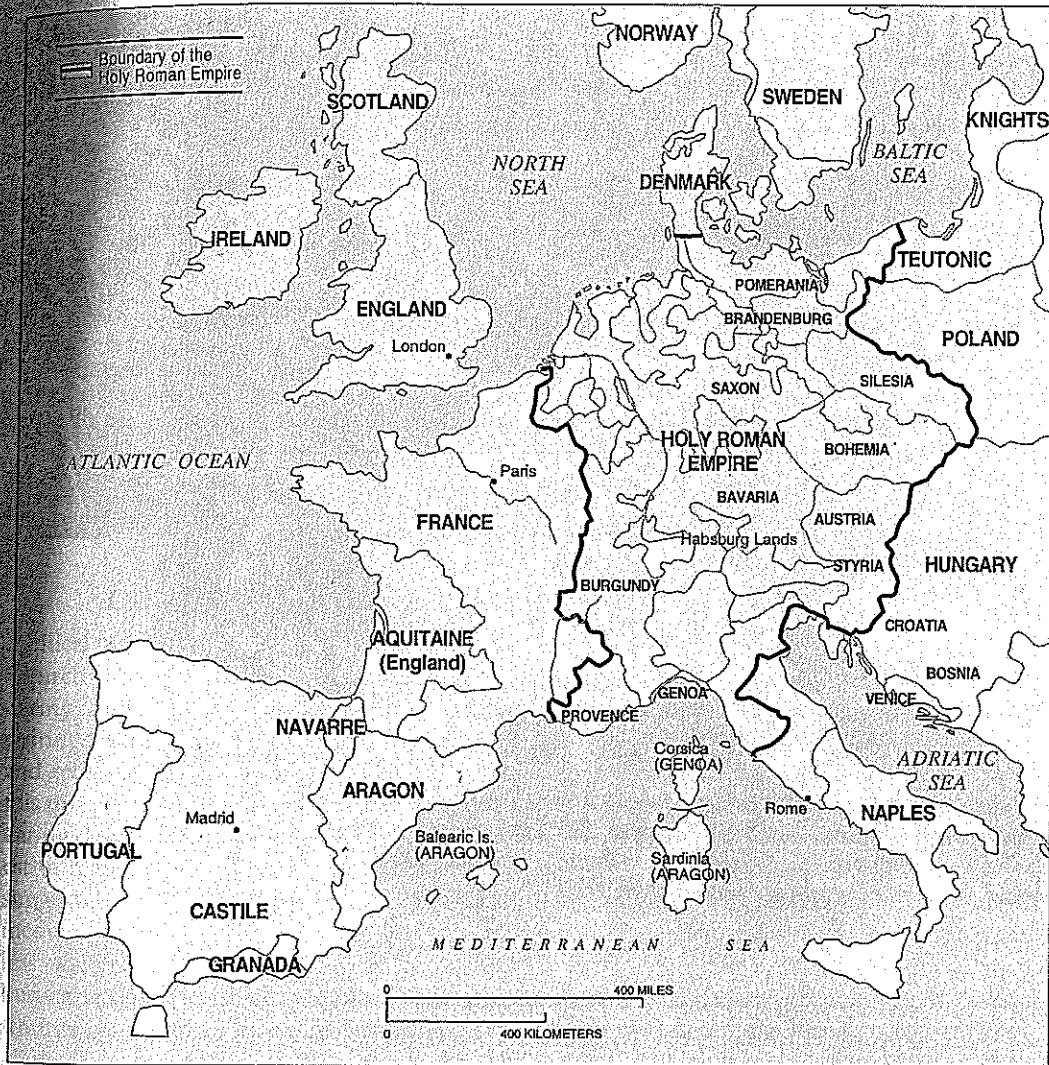 Boundary of the
Holy Roman Empire
NORWAY
SWEDEN
SCOTLAND
KNIGHTS
NORTH
SEA
BALTIC
SEA
DENMARK
IRELAND
TEUTONIC
POMERANIA
ENGLAND
BRANDENBURG
London
POLAND
SAXON
SILESIA
HOLY ROMAN
EMPIRE
BOHEMIA
ATLANTIC OCEAN
Paris
BAVARIA
FRANCE
AUSTRIA
Habsburg Lands
STYRIA
HUNGARY
BURGUNDY
CROATIA
AQUITAINE
(England)
BOSNIA
GENOA
VENICE
PROVENCE
NAVARRE
Corsica
(GENOA)
ADRIATIC
SEA
ARAGON
Rome
NAPLES
Madrid
Balearic Is.
(ARAGON)
PORTUGAL
Sardinia
(ARAGON)
CASTILE
MEDITERRANEAN SEA
GRANADA
0 400 MILES
0 400 KILOMETERS